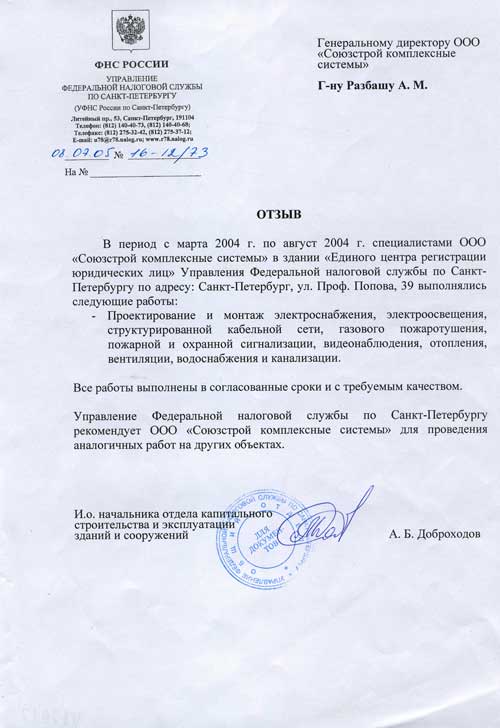 ФНС РОССИИ
УПРАВЛЕНИЕ
ФЕДЕРАЛЬНОЙ НАЛОГОВОЙ СЛУЖБЫ
ПО САНКТ-ПЕТЕРБУРГУ
(УФНС России по Санкт-Петербургу)
Литейный пр., 53, Санкт-Петербург, 191104
Телефон: (812) 140-40-73, (812) 140-40-68;
Телефакс: (812) 275-32-42, (812) 275-37-12;
E-mail: u78@r78.nalog.ru; www.r78.nalog.ru
08.07.05 № 16-12/73
На №
Генеральному директору ООО
«Союзстрой комплексные
системы»
Г-ну Разбашу А. М.
ОТЗЫВ
В период с марта 2004 г. по август 2004 г. специалистами ООО
«Союзстрой комплексные системы» в здании «Единого центра регистрации
юридических лиц» Управления Федеральной налоговой службы по Санкт-
Петербургу по адресу: Санкт-Петербург, ул. Проф. Попова, 39 выполнялись
следующие работы:
- Проектирование и монтаж электроснабжения, электроосвещения,
структурированной кабельной сети, газового пожаротушения,
пожарной и охранной сигнализации, видеонаблюдения, отопления,
вентиляции, водоснабжения и канализации.
Все работы выполнены в согласованные сроки и с требуемым качеством.
Управление Федеральной налоговой службы по Санкт-Петербургу
рекомендует ООО «Союзстрой комплексные системы» для проведения
аналогичных работ на других объектах.
И.о. начальника отдела капитального
строительства и эксплуатации
зданий и сооружений
А. Б. Доброходов
ДЛЯ
ДОКУМЕН-
ТОВ